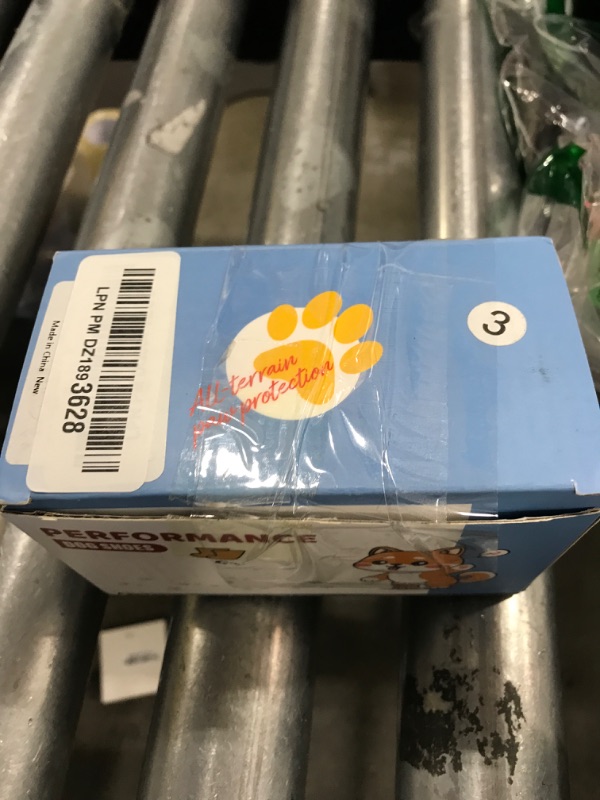 LPN PM DZ1893628
Made in China New
All-terrain
paw protection
3
PERFORMANCE
DOG SHOES